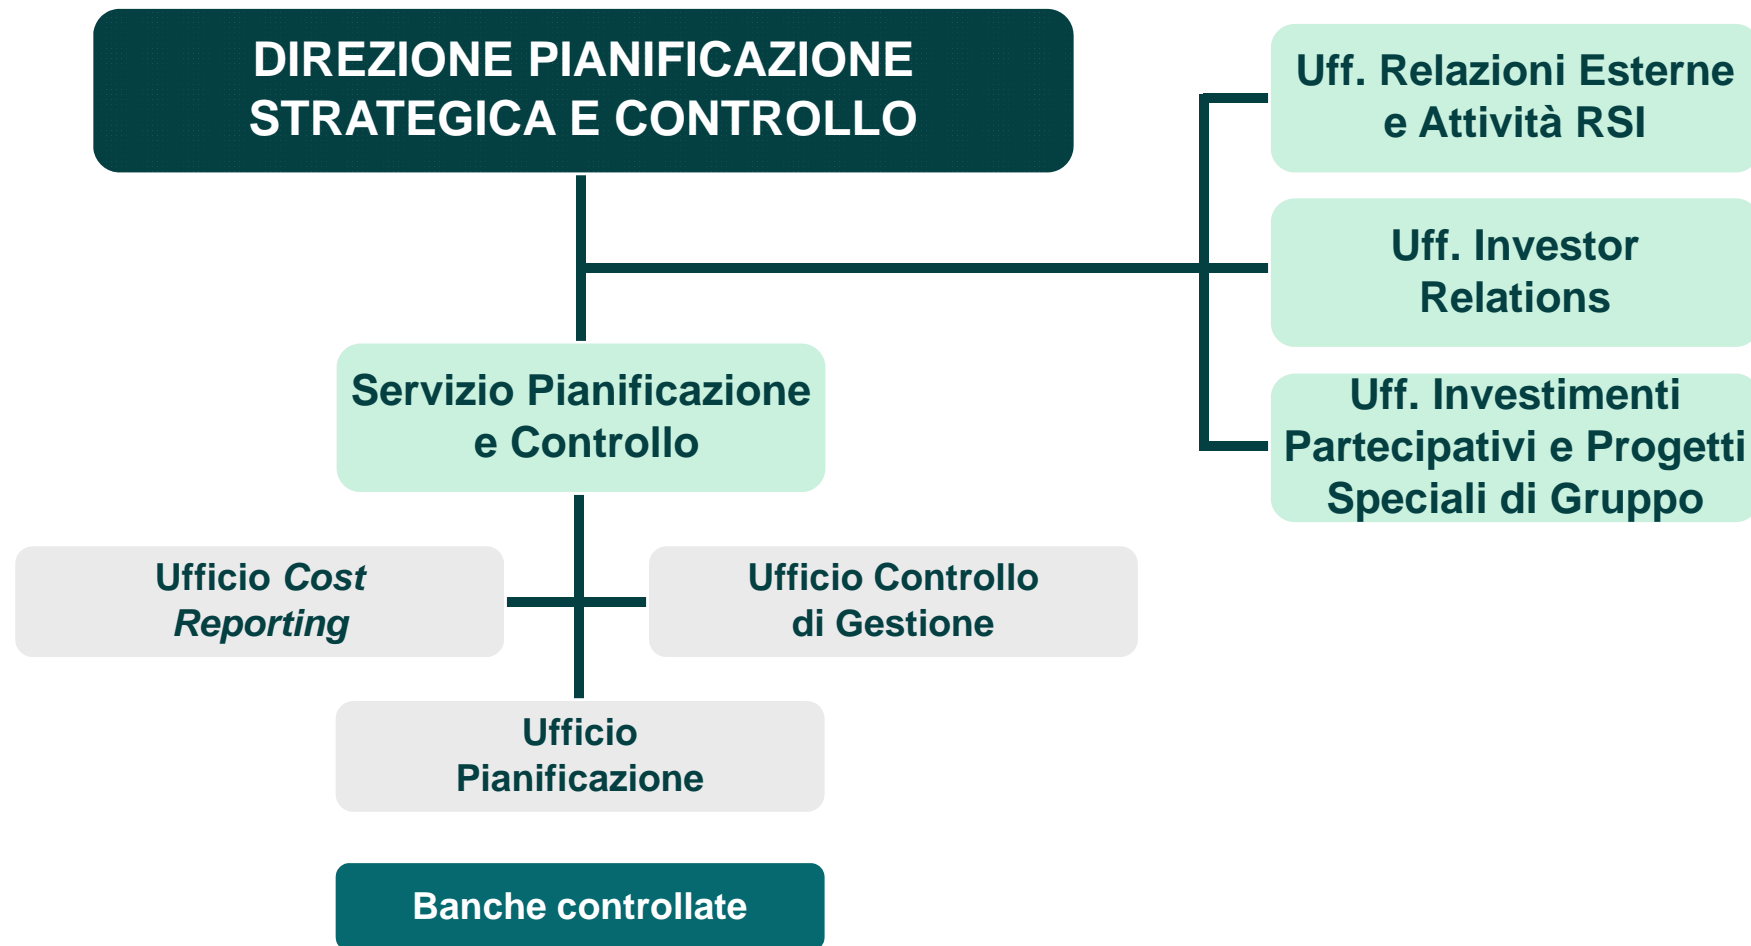 DIREZIONE PIANIFICAZIONE
STRATEGICA E CONTROLLO
Uff. Relazioni Esterne
e Attività RSI
Uff. Investor
Relations
Uff. Investimenti
Partecipativi e Progetti
Speciali di Gruppo
Servizio Pianificazione
e Controllo
Ufficio Cost
Reporting
Ufficio Controllo
di Gestione
Ufficio
Pianificazione
Banche controllate